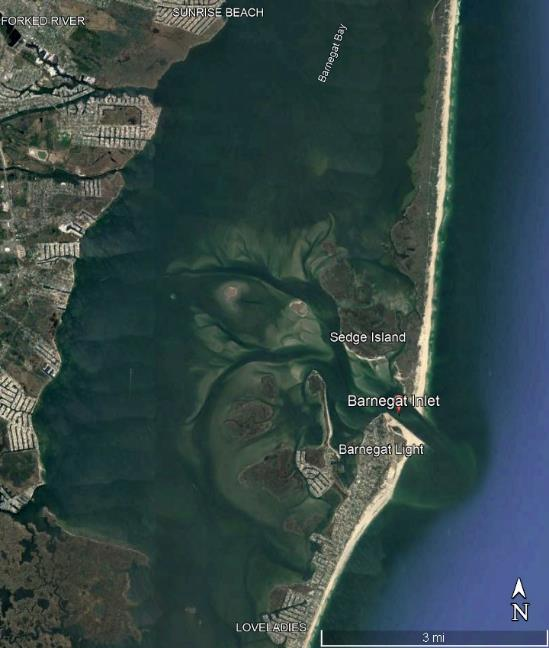 SUNRISE BEACH
FORKED RIVER
Barnegat Bay
Sedge Island
Barnegat Inlet
Barnegat Light
LOVELADIES
N
3 mi